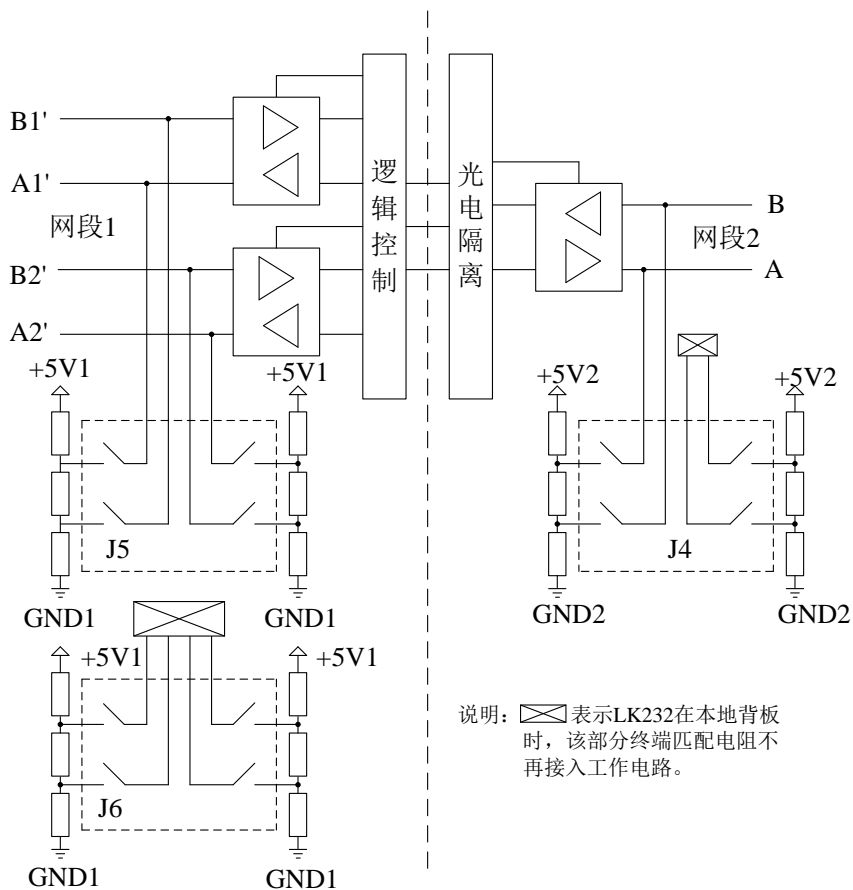 B1'
A1'
网段1
B2'
A2'
逻辑控制
光电隔离
B
网段2
A
+5V1
+5V1
+5V2
+5V2
J5
J4
GND1
GND1
GND2
GND2
+5V1
+5V1
说明： 表示LK232在本地背板
时，该部分终端匹配电阻不
再接入工作电路。
J6
GND1
GND1